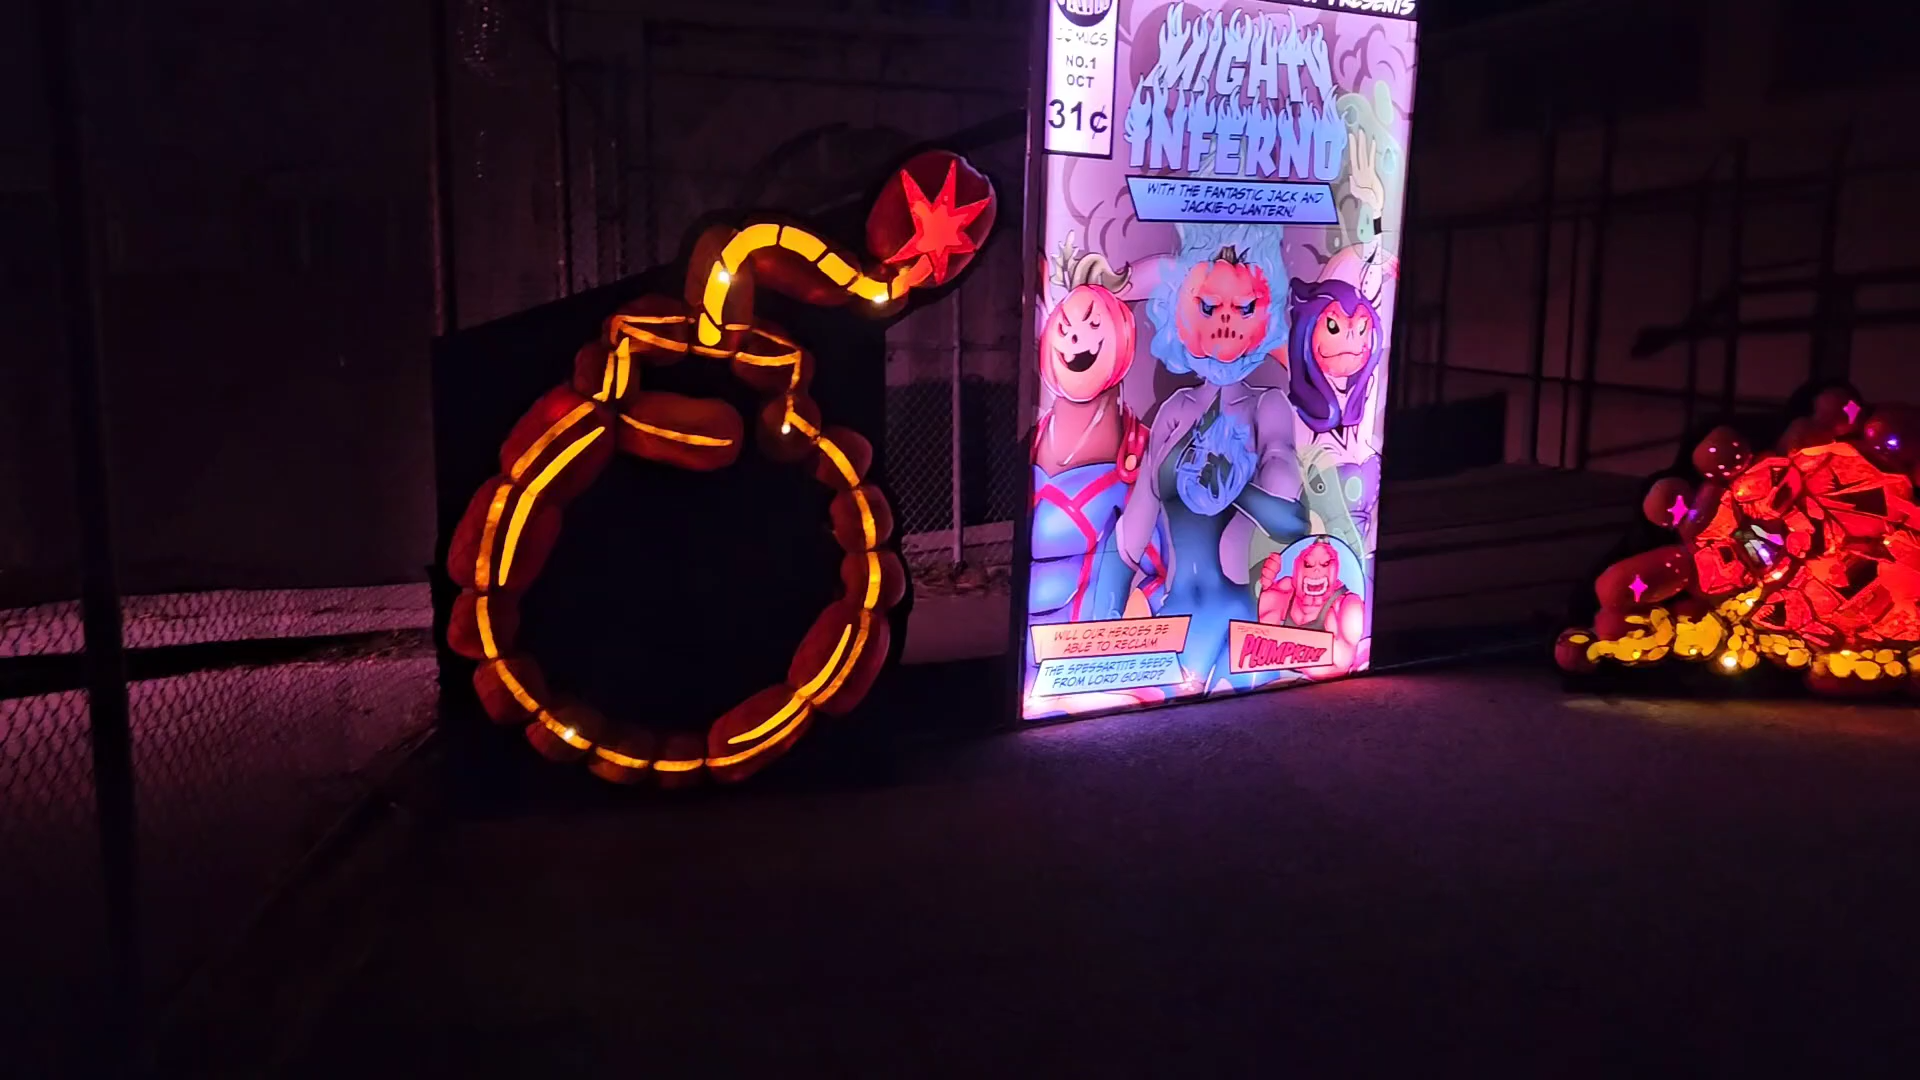 PRESENTS
COMICS
NO.1
OCT
31¢
MIGHTY
INFERNO
WITH THE FANTASTIC JACK AND
JACKIE-O-LANTERN!
WILL OUR HEROES BE
ABLE TO RECLAIM
THE SPESSARTITE SEEDS
FROM LORD GOURD?